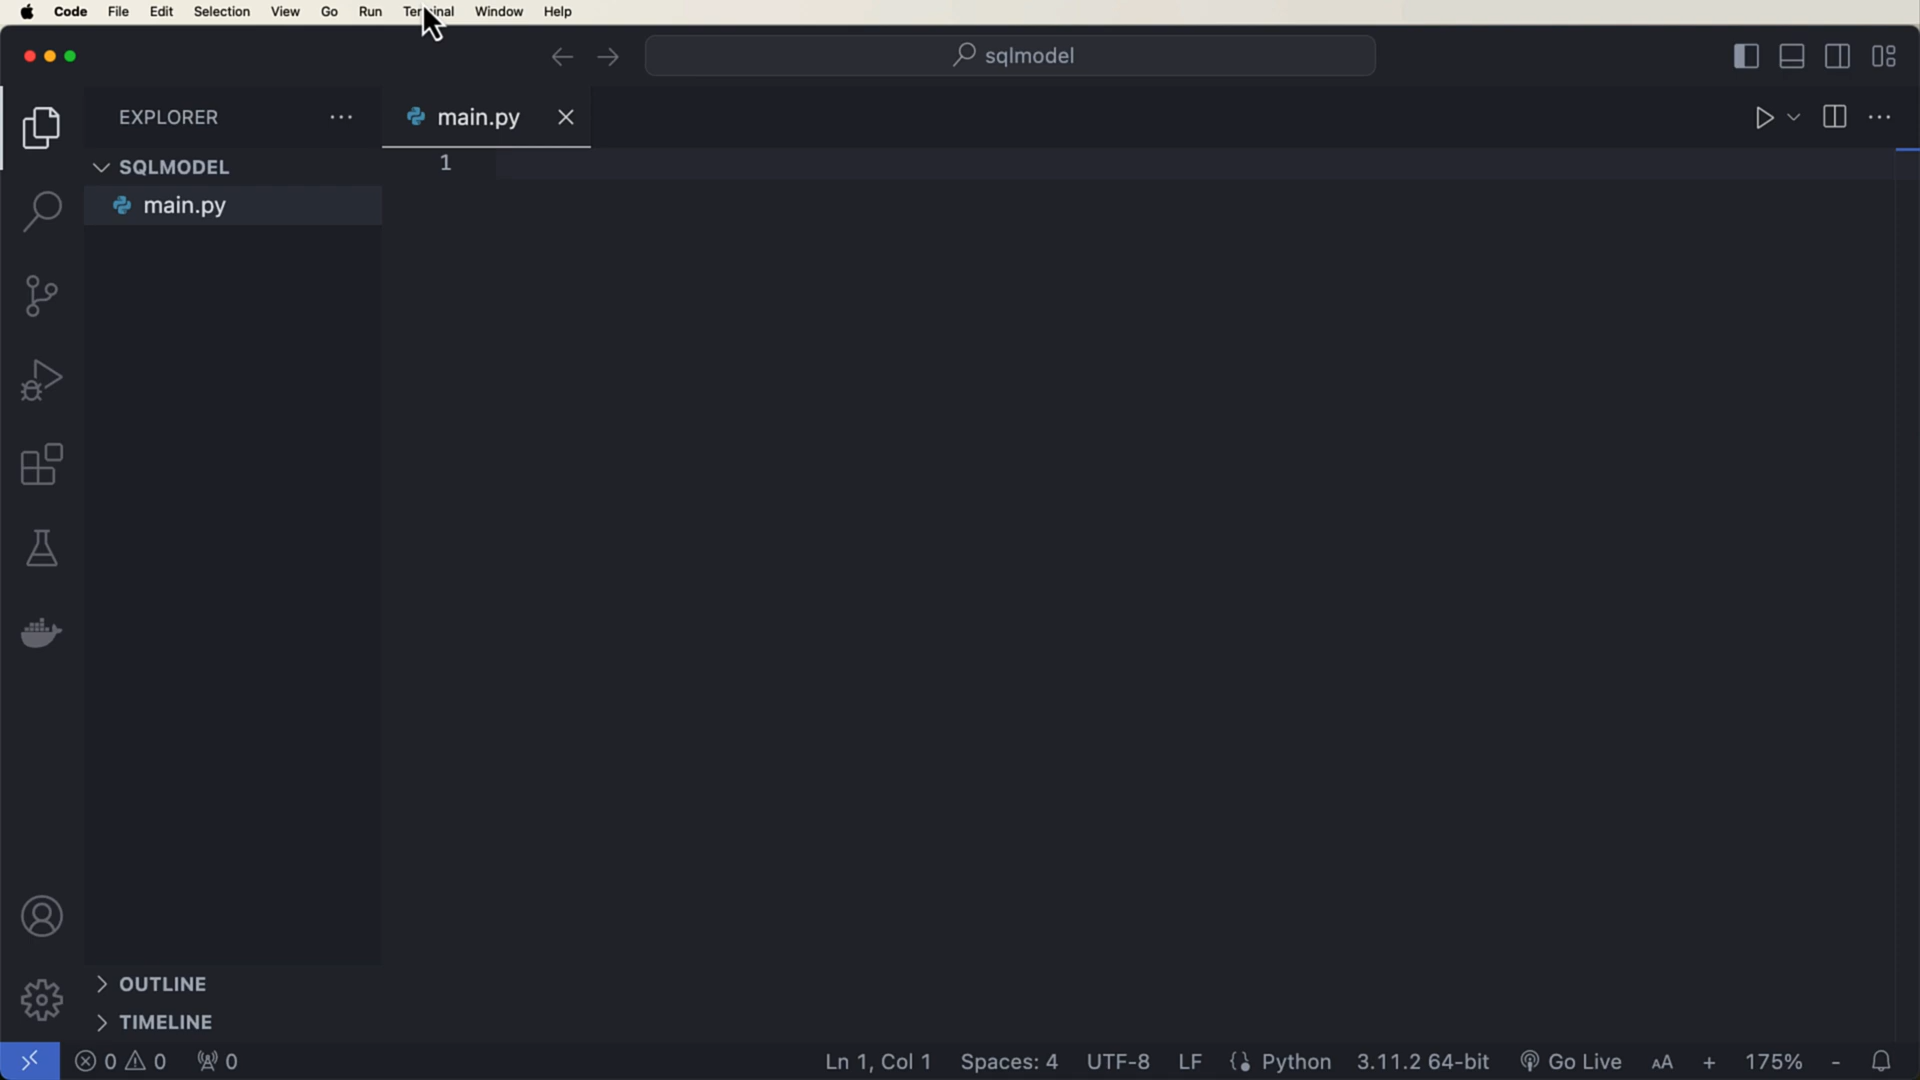 Code File Edit Selection View Go Run Terminal Window Help
sqlmodel
EXPLORER
main.py
SQLMODEL
1
main.py
OUTLINE
TIMELINE
0 0 0
Ln 1, Col 1 Spaces: 4 UTF-8 LF Python 3.11.2 64-bit Go Live AA + 175% -